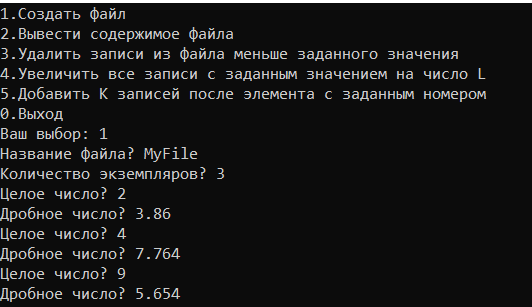 1.Создать файл
2.Вывести содержимое файла
3.Удалить записи из файла меньше заданного значения
4.Увеличить все записи с заданным значением на число L
5.Добавить К записей после элемента с заданным номером
0.Выход
Ваш выбор: 1
Название файла? MyFile
Количество экземпляров? 3
Целое число? 2
Дробное число? 3.86
Целое число? 4
Дробное число? 7.764
Целое число? 9
Дробное число? 5.654